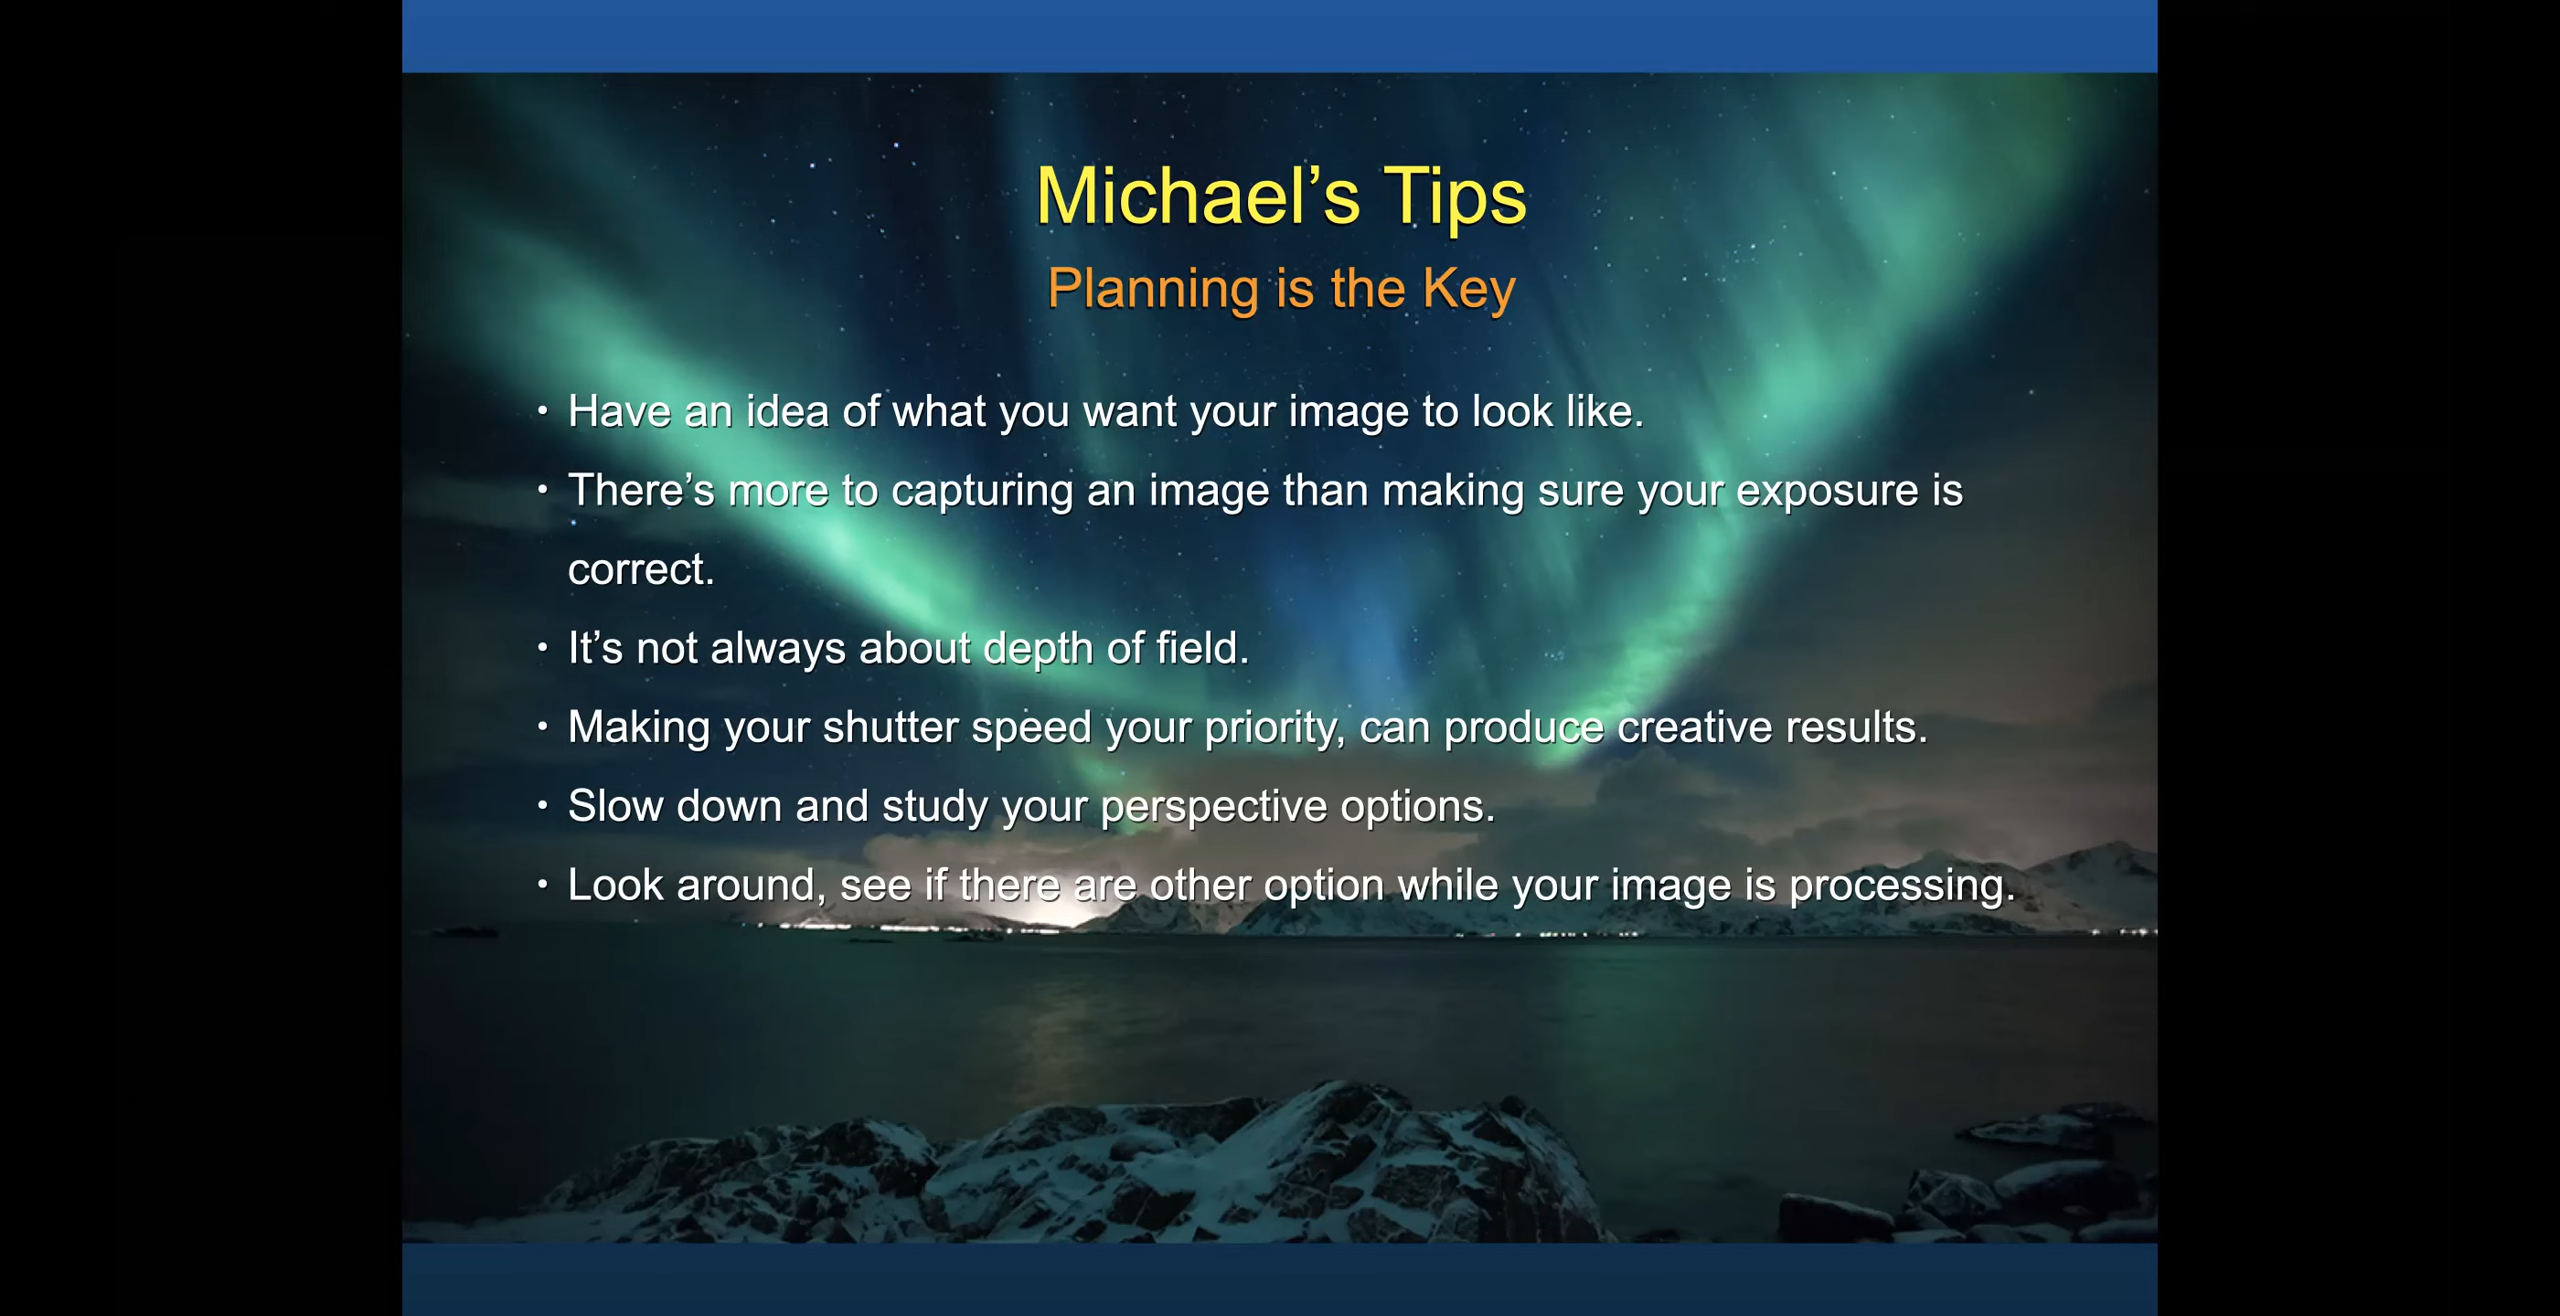 Michael’s Tips
Planning is the Key
• Have an idea of what you want your image to look like.
• There’s more to capturing an image than making sure your exposure is
correct.
• It’s not always about depth of field.
• Making your shutter speed your priority, can produce creative results.
• Slow down and study your perspective options.
• Look around, see if there are other option while your image is processing.